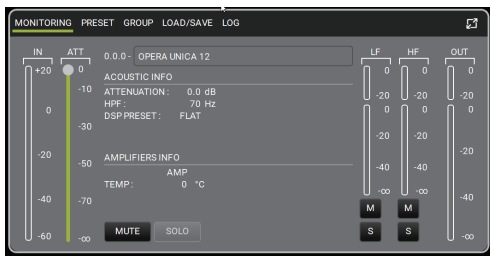 MONITORING PRESET GROUP LOAD/SAVE LOG
IN ATT 0.0.0 - OPERA UNICA 12 LF HF OUT
+20 0 ACOUSTIC INFO 0 0 0
-10 ATTENUATION : 0.0 dB -20 -20
0 HPF : 70 Hz 0 0
-30 DSP PRESET : FLAT -20 -20
-20 -50 AMPLIFIERS INFO -40 -40 -20
AMP
TEMP : 0 °C -∞ -∞
-40 -70 M M -40
-60 -∞ MUTE SOLO S S -∞